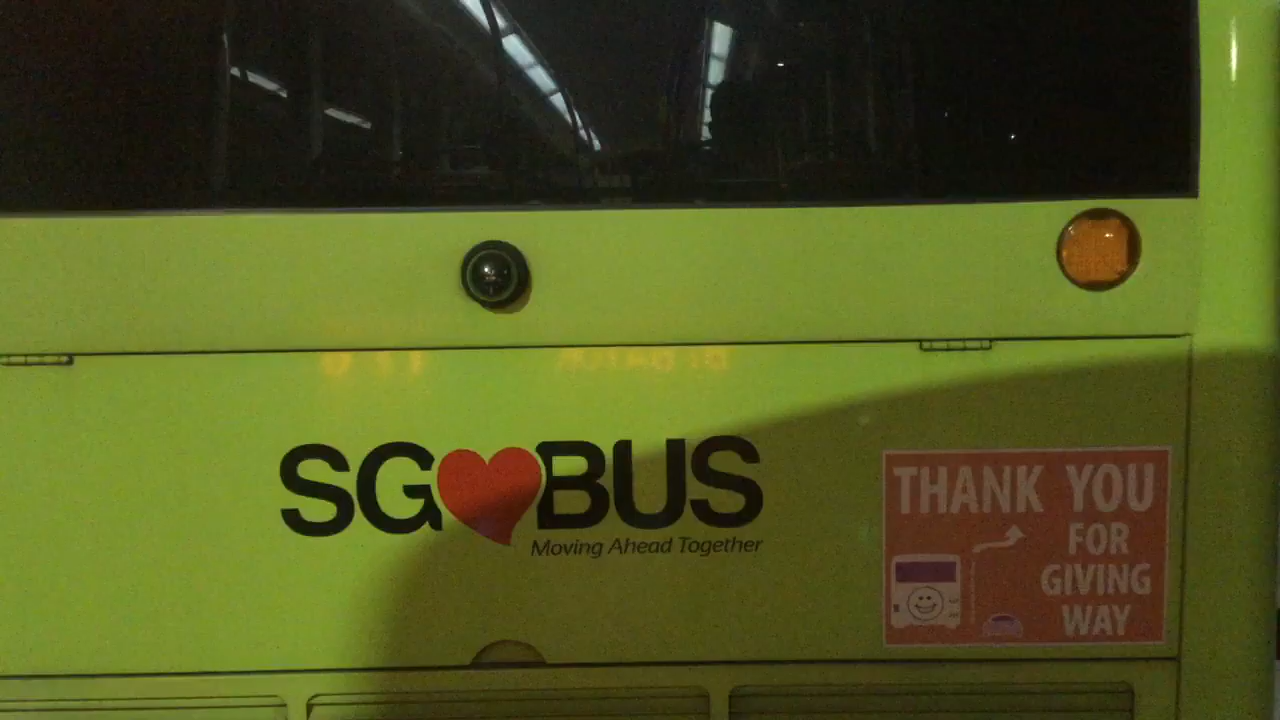 SG❤BUS
Moving Ahead Together
THANK YOU
FOR
GIVING
WAY